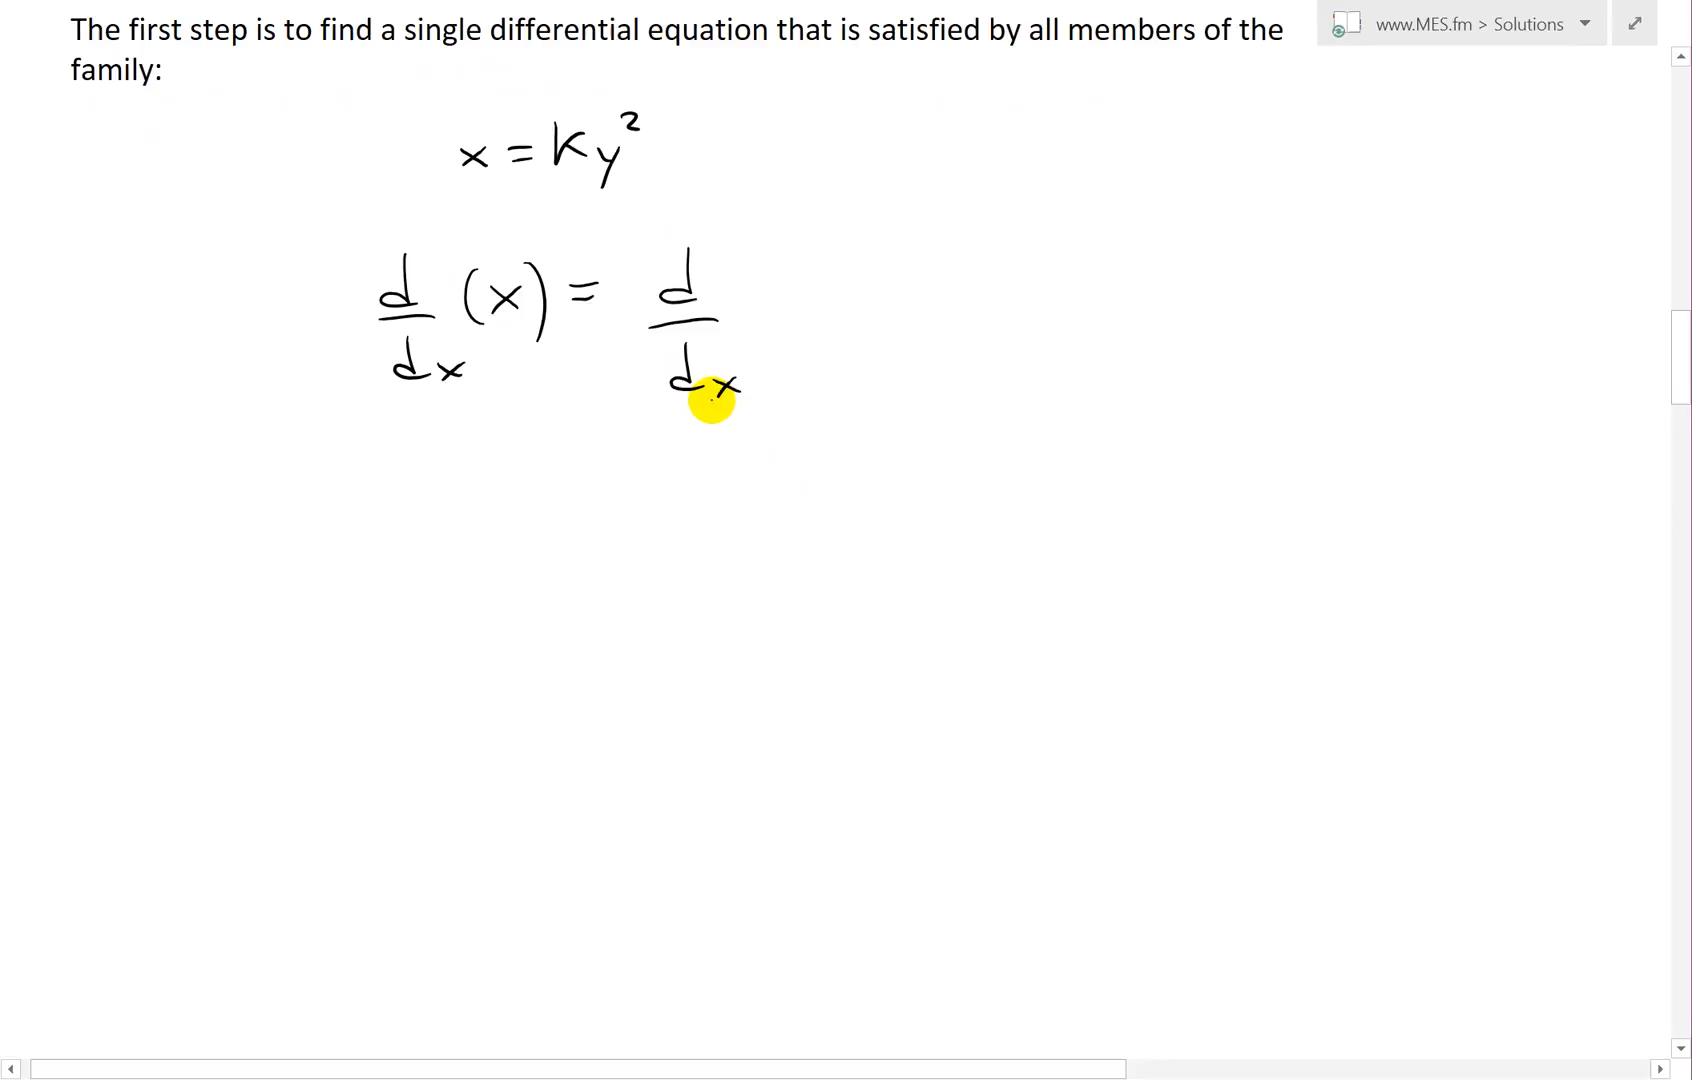 The first step is to find a single differential equation that is satisfied by all members of the
family:
www.MES.fm > Solutions
x = ky²
d/dx (x) = d/dx